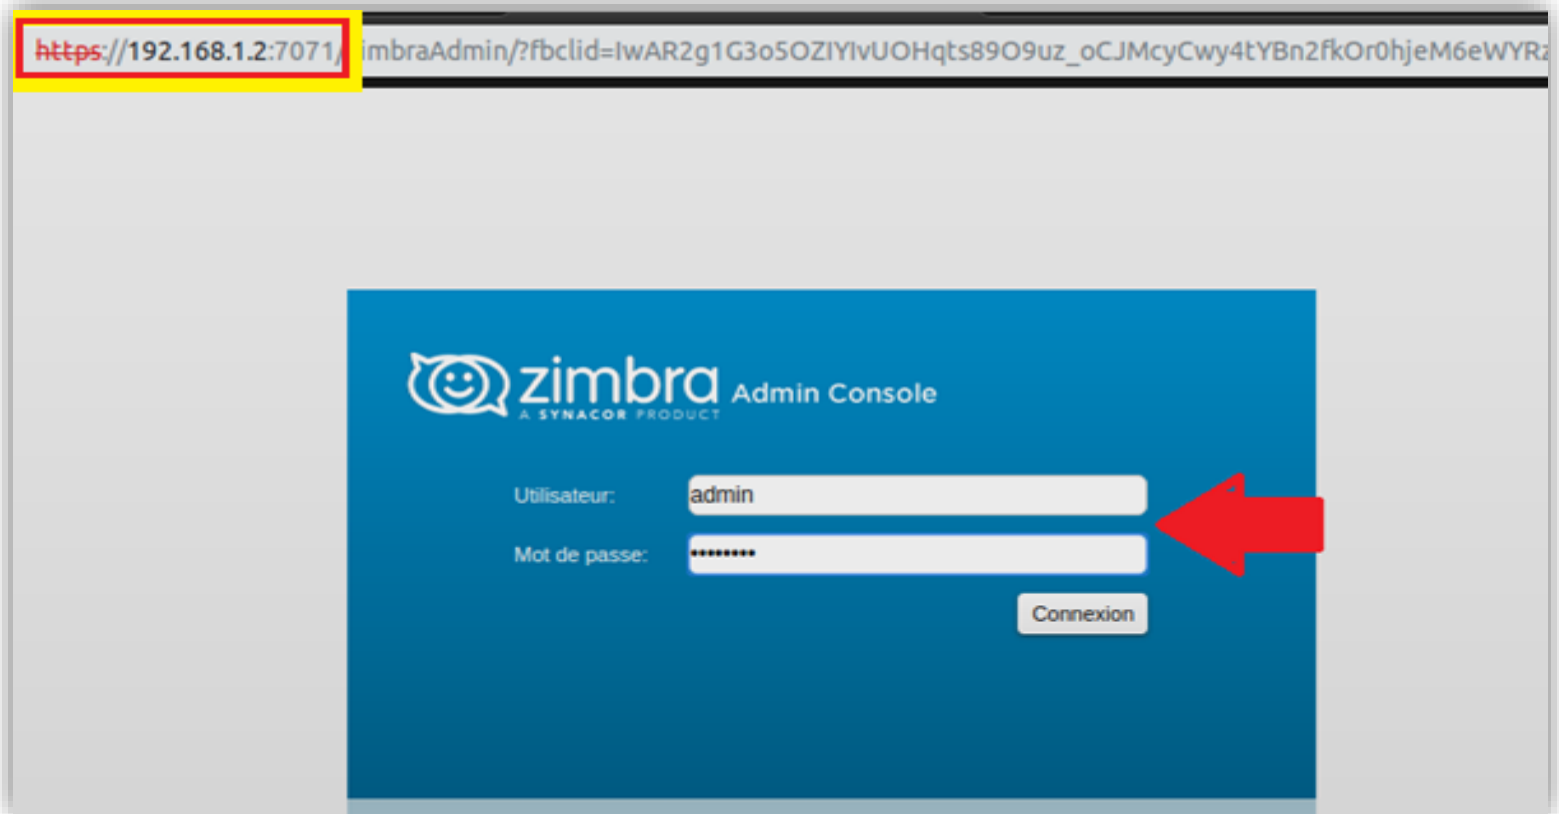 https://192.168.1.2:7071/imbraAdmin/?fbclid=IwAR2g1G3o5OZIYIvUOHqts89O9uz_oCJMcyCwy4tYBn2fkOr0hjeM6eWYRz
zimbra Admin Console
A SYNACOR PRODUCT
Utilisateur: admin
Mot de passe: ••••••••
Connexion